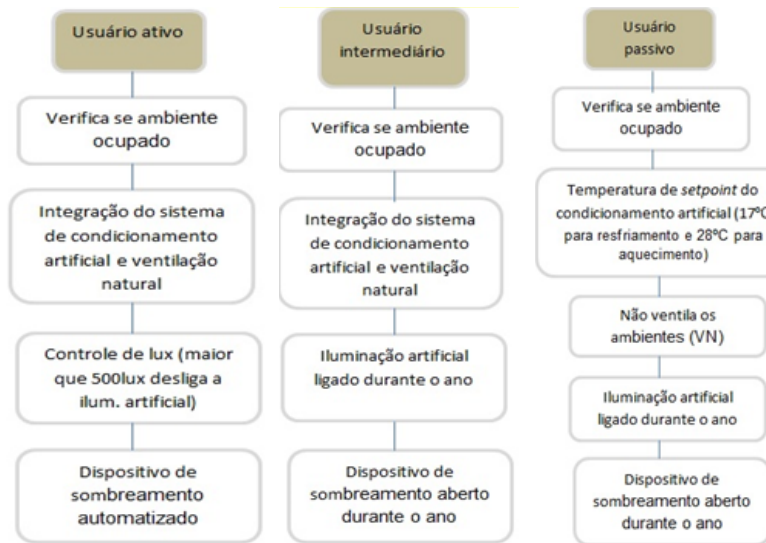 Usuário ativo
Verifica se ambiente
ocupado
Integração do sistema
de condicionamento
artificial e ventilação
natural
Controle de lux (maior
que 500lux desliga a
ilum. artificial)
Dispositivo de
sombreamento
automatizado
Usuário
intermediário
Verifica se ambiente
ocupado
Integração do sistema
de condicionamento
artificial e ventilação
natural
Iluminação artificial
ligado durante o ano
Dispositivo de
sombreamento aberto
durante o ano
Usuário
passivo
Verifica se ambiente
ocupado
Temperatura de setpoint do
condicionamento artificial (17ºC
para resfriamento e 28ºC para
aquecimento)
Não ventila os
ambientes (VN)
Iluminação artificial
ligado durante o ano
Dispositivo de
sombreamento aberto
durante o ano